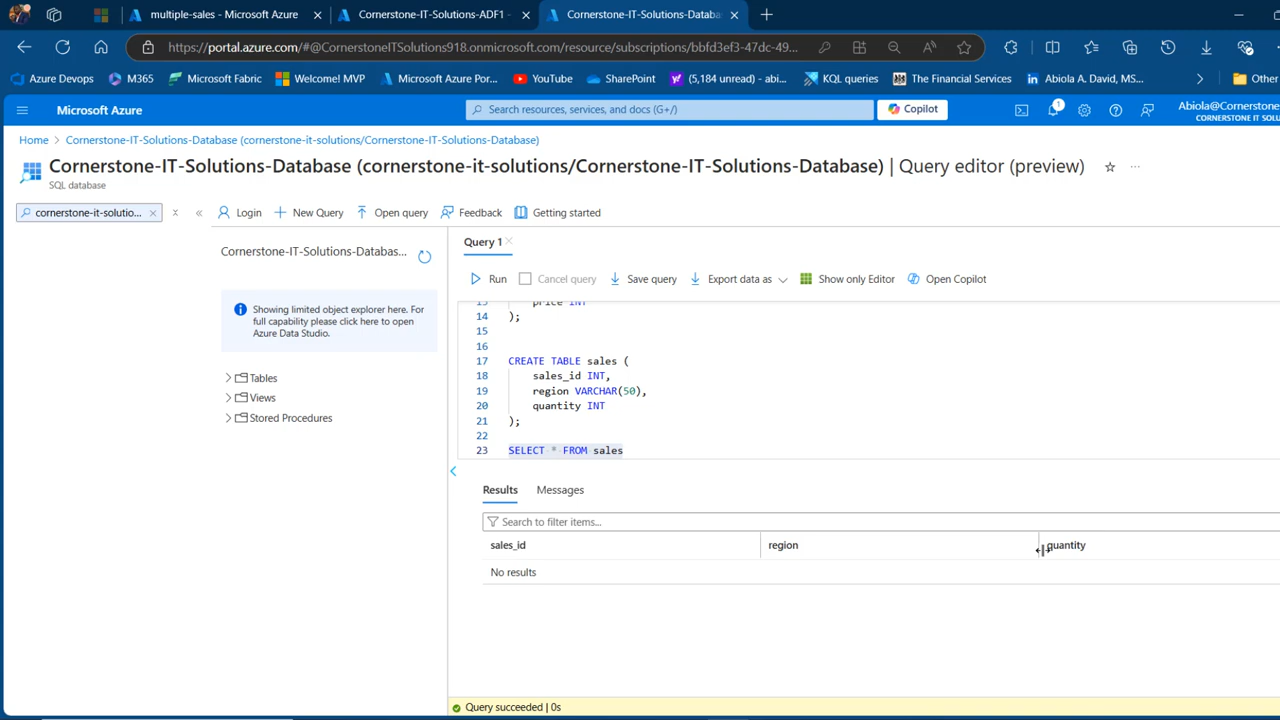 multiple-sales - Microsoft Azure
Cornerstone-IT-Solutions-ADF1 -
Cornerstone-IT-Solutions-Databa
https://portal.azure.com/#@CornerstoneITSolutions918.onmicrosoft.com/resource/subscriptions/bbfd3ef3-47dc-49...
Azure Devops
M365
Microsoft Fabric
Welcome! MVP
Microsoft Azure Por...
YouTube
SharePoint
(5,184 unread) - abi...
KQL queries
The Financial Services
Abiola A. David, MS...
Other
Microsoft Azure
Search resources, services, and docs (G+/)
Copilot
1
Abiola@Cornerstone
CORNERSTONE IT SOLU
Home > Cornerstone-IT-Solutions-Database (cornerstone-it-solutions/Cornerstone-IT-Solutions-Database)
Cornerstone-IT-Solutions-Database (cornerstone-it-solutions/Cornerstone-IT-Solutions-Database) | Query editor (preview)
SQL database
cornerstone-it-solutio...
Login
New Query
Open query
Feedback
Getting started
Cornerstone-IT-Solutions-Databas...
Showing limited object explorer here. For
full capability please click here to open
Azure Data Studio.
Tables
Views
Stored Procedures
Query 1
Run
Cancel query
Save query
Export data as
Show only Editor
Open Copilot
13 price INT
14 );
15
16
17 CREATE TABLE sales (
18 sales_id INT,
19 region VARCHAR(50),
20 quantity INT
21 );
22
23 SELECT * FROM sales
Results
Messages
Search to filter items...
sales_id region quantity
No results
Query succeeded | 0s